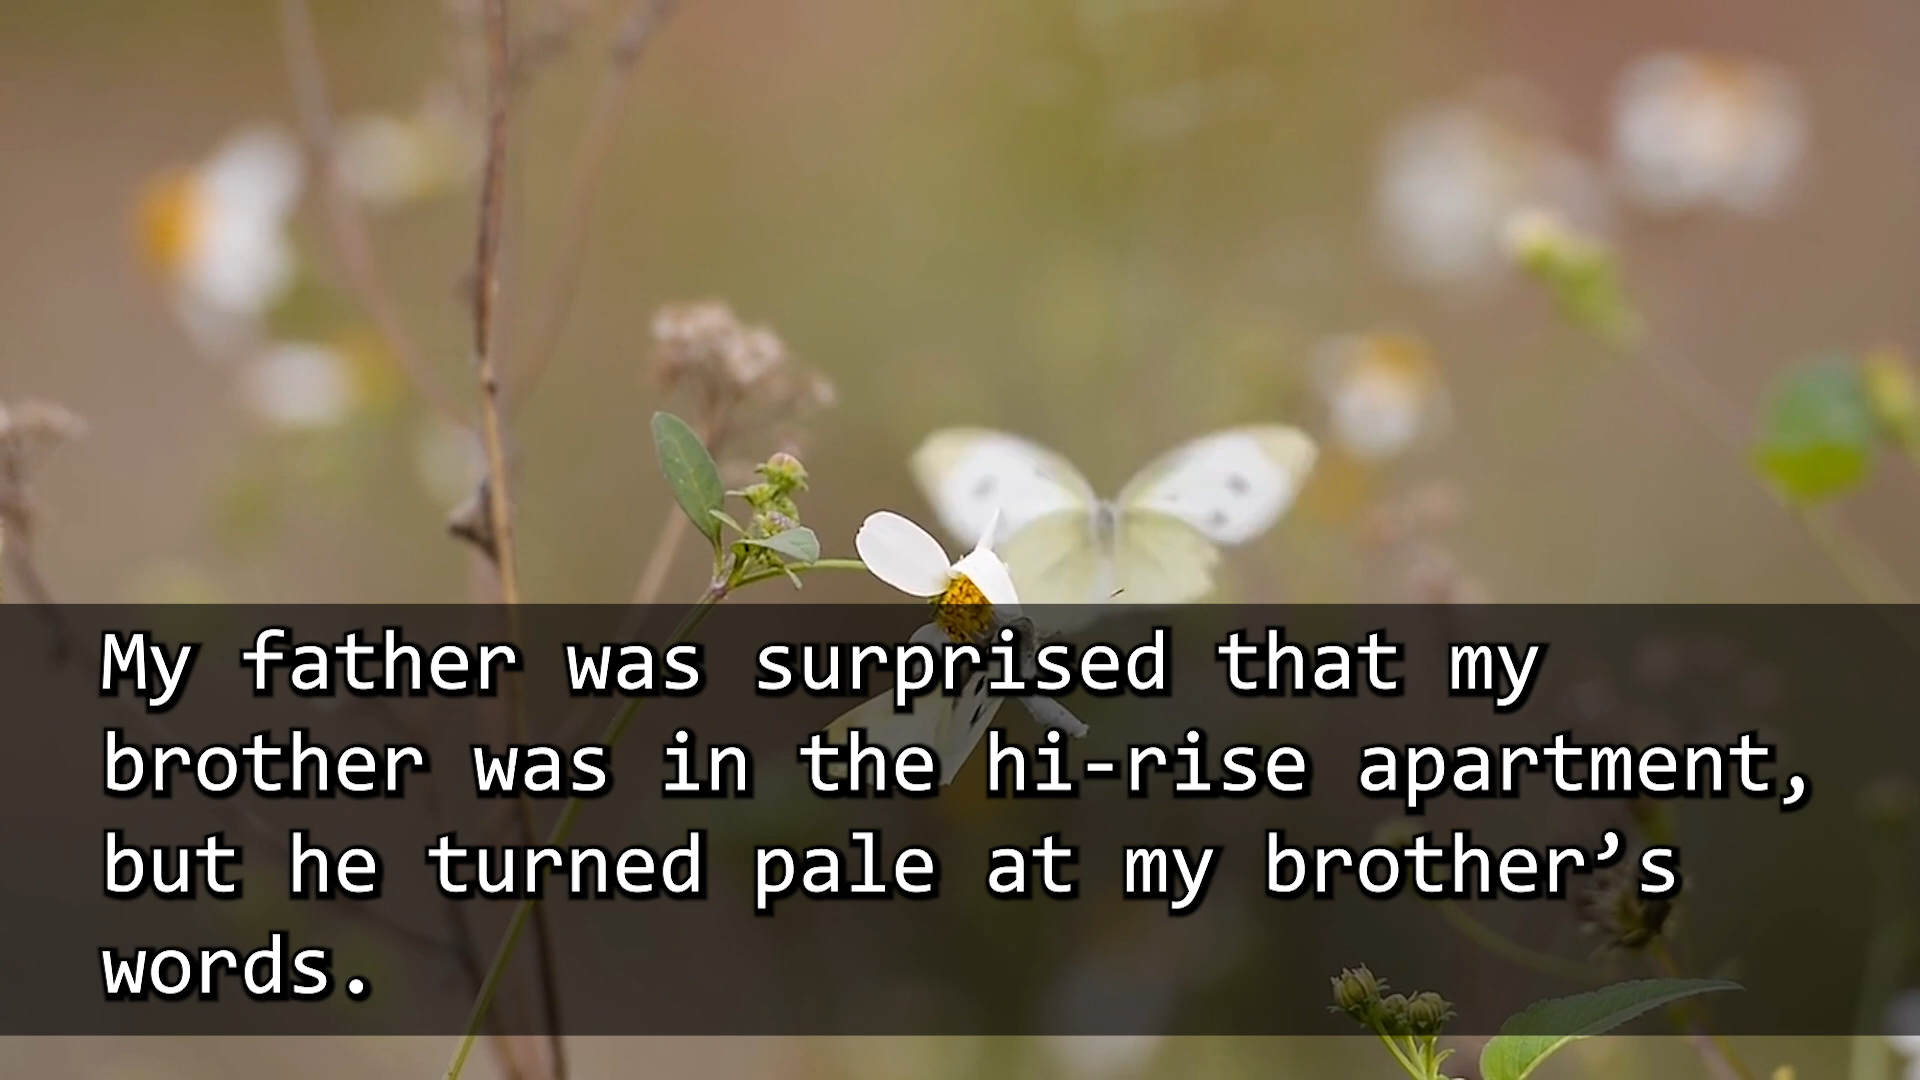 My father was surprised that my
brother was in the hi-rise apartment,
but he turned pale at my brother’s
words.